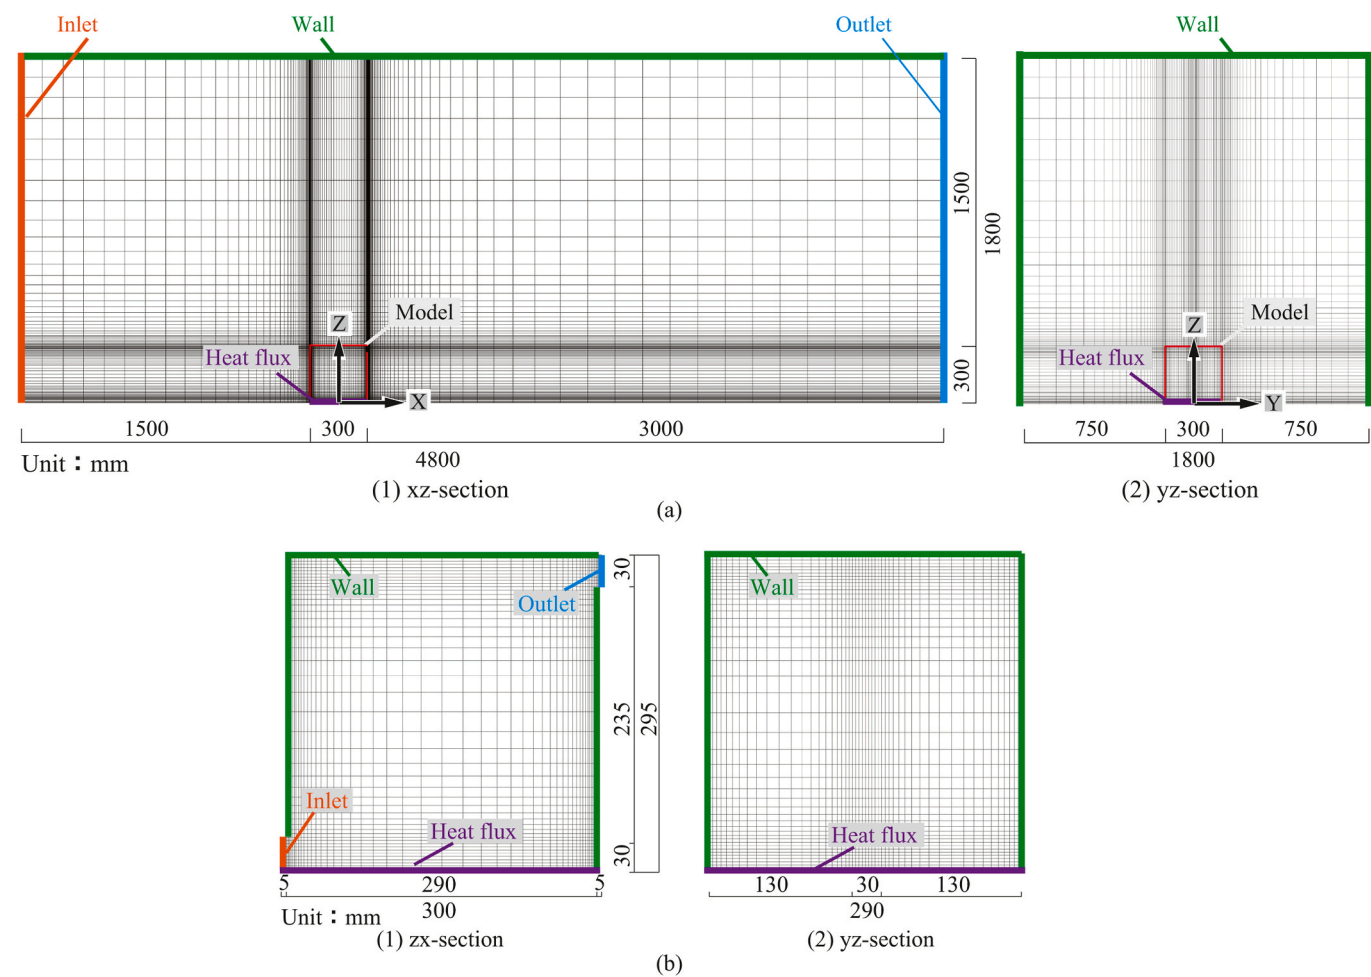 Inlet
Wall
Outlet
Wall
1500
1800
Model
Model
Z
Z
Heat flux
Heat flux
300
X
Y
1500
300
3000
750
300
750
Unit：mm
4800
1800
(1) xz-section
(2) yz-section
(a)
30
Wall
Wall
Outlet
235
295
Inlet
Heat flux
Heat flux
30
5
290
5
130
30
130
Unit：mm
300
290
(1) zx-section
(2) yz-section
(b)